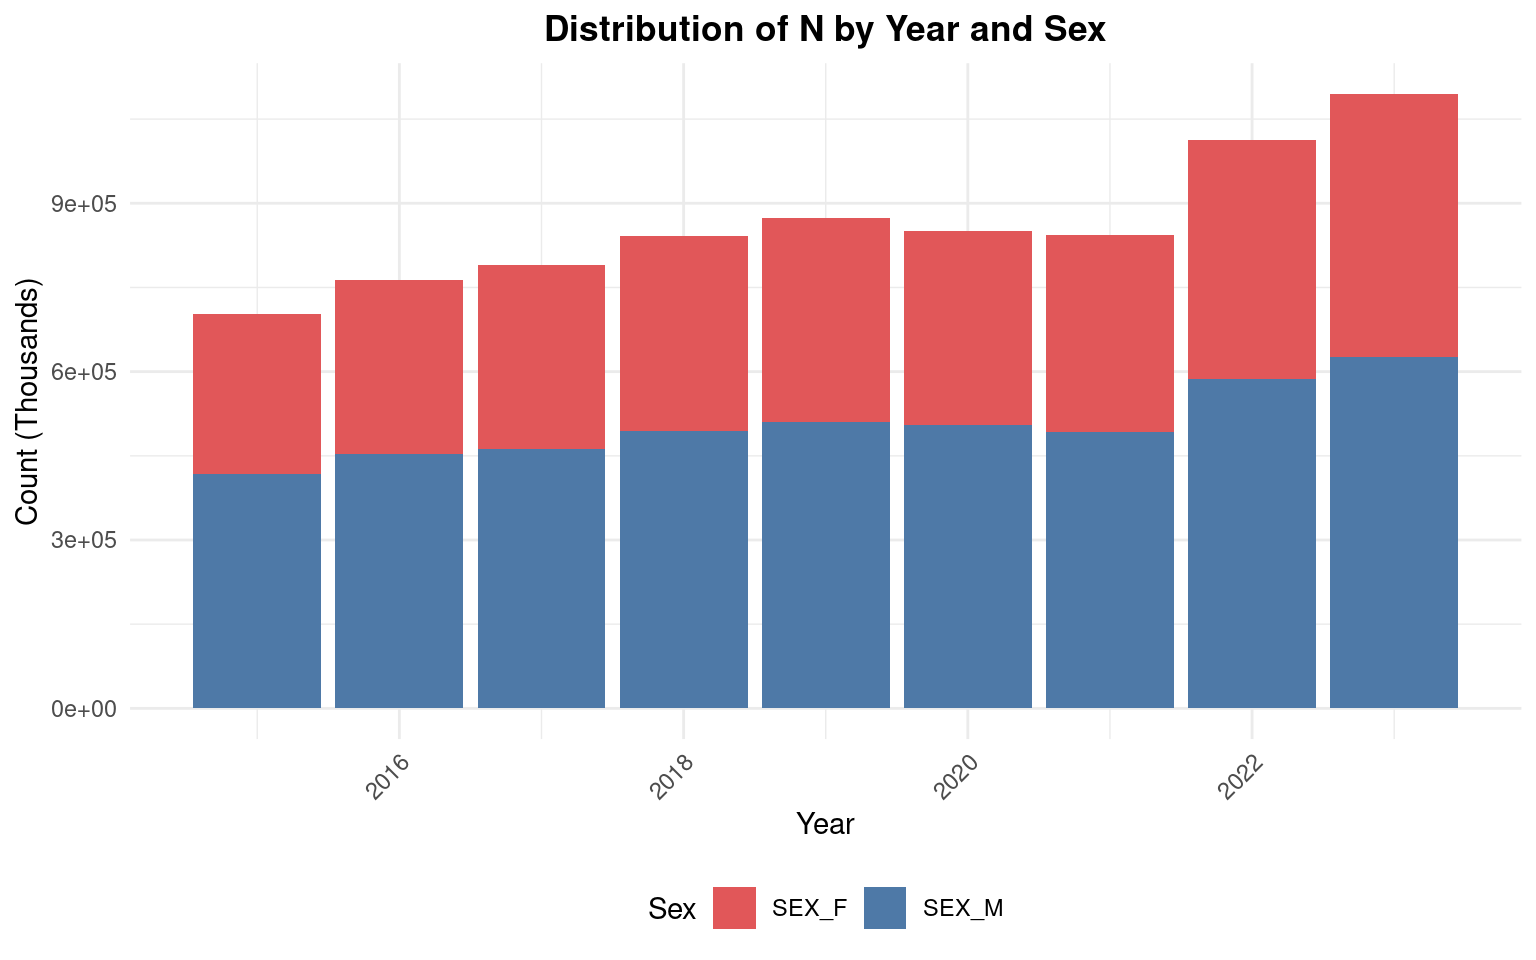 Distribution of N by Year and Sex
Count (Thousands)
9e+05
6e+05
3e+05
0e+00
2016
2018
2020
2022
Year
Sex
SEX_F
SEX_M